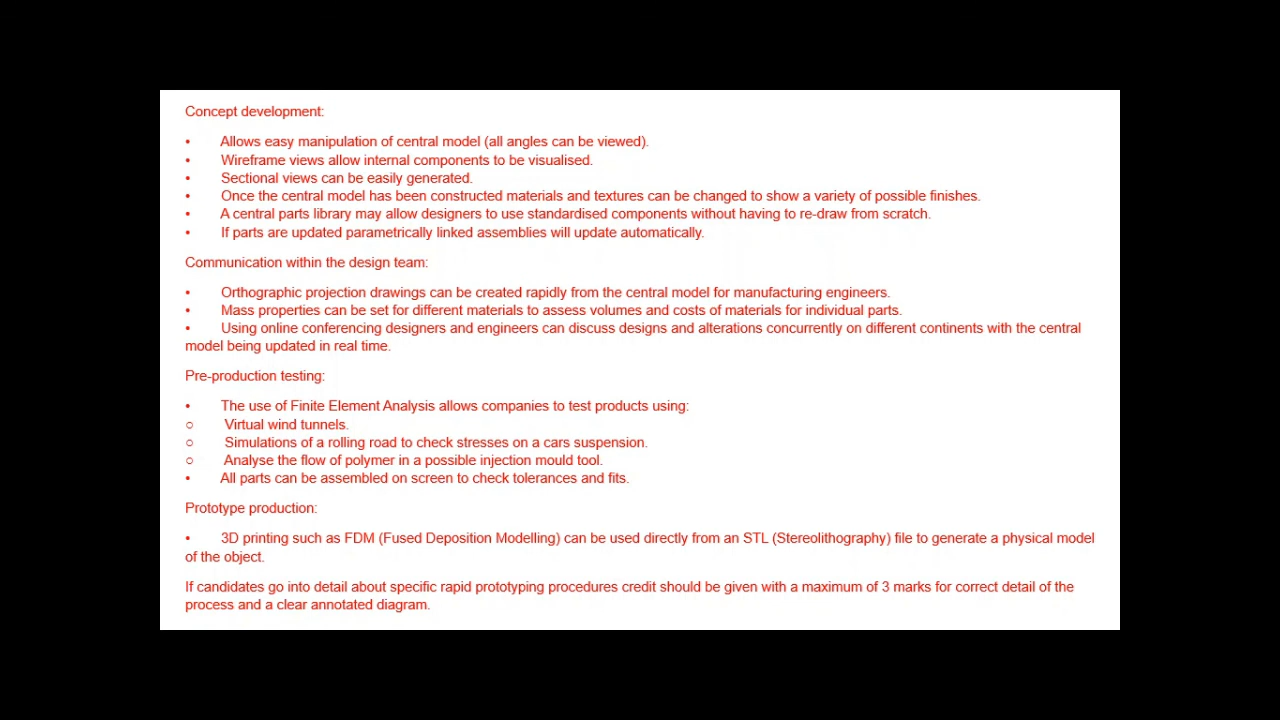 Concept development:
• Allows easy manipulation of central model (all angles can be viewed).
• Wireframe views allow internal components to be visualised.
• Sectional views can be easily generated.
• Once the central model has been constructed materials and textures can be changed to show a variety of possible finishes.
• A central parts library may allow designers to use standardised components without having to re-draw from scratch.
• If parts are updated parametrically linked assemblies will update automatically.
Communication within the design team:
• Orthographic projection drawings can be created rapidly from the central model for manufacturing engineers.
• Mass properties can be set for different materials to assess volumes and costs of materials for individual parts.
• Using online conferencing designers and engineers can discuss designs and alterations concurrently on different continents with the central
model being updated in real time.
Pre-production testing:
• The use of Finite Element Analysis allows companies to test products using:
○ Virtual wind tunnels.
○ Simulations of a rolling road to check stresses on a cars suspension.
○ Analyse the flow of polymer in a possible injection mould tool.
• All parts can be assembled on screen to check tolerances and fits.
Prototype production:
• 3D printing such as FDM (Fused Deposition Modelling) can be used directly from an STL (Stereolithography) file to generate a physical model
of the object.
If candidates go into detail about specific rapid prototyping procedures credit should be given with a maximum of 3 marks for correct detail of the
process and a clear annotated diagram.